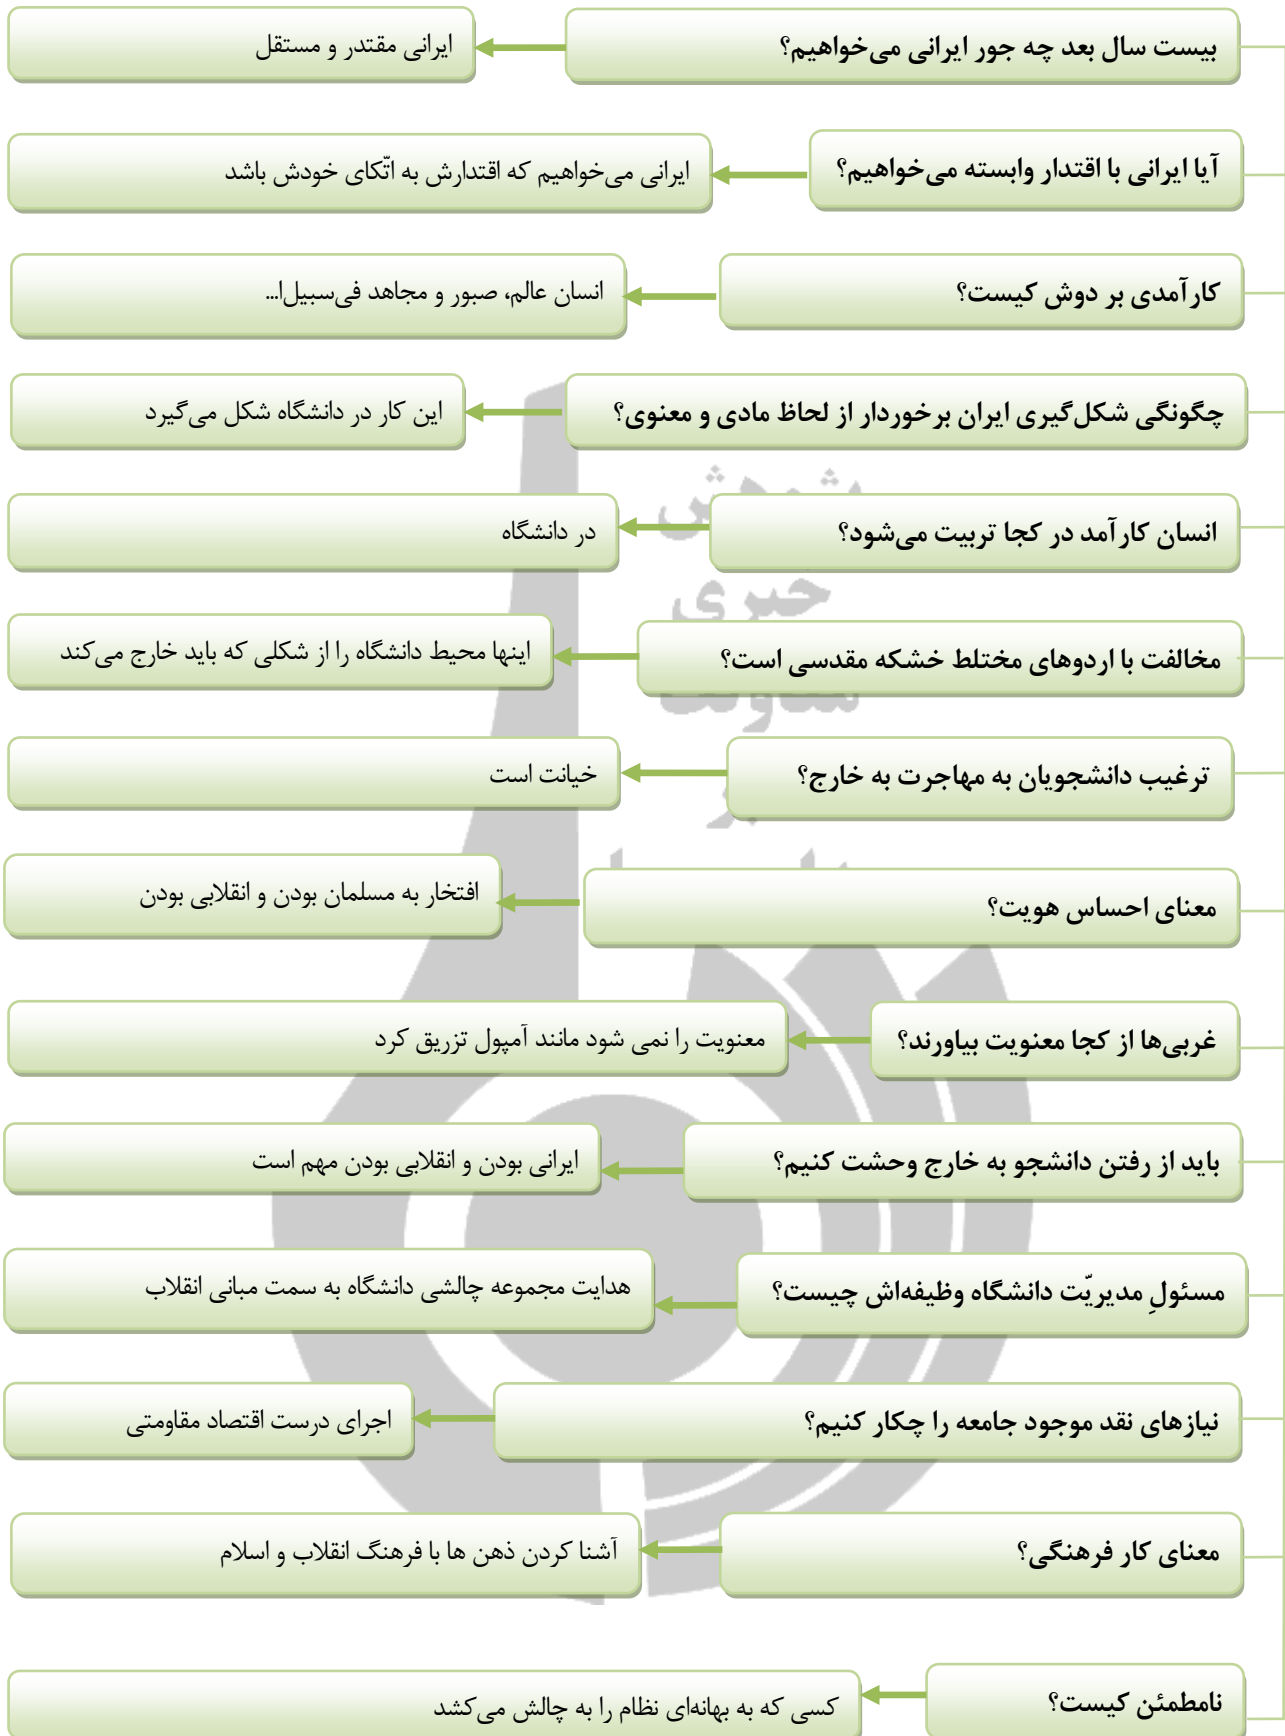 بیست سال بعد چه جور ایرانی می‌خواهیم؟
ایرانی مقتدر و مستقل
آیا ایرانی با اقتدار وابسته می‌خواهیم؟
ایرانی می‌خواهیم که اقتدارش به اتّکای خودش باشد
کارآمدی بر دوش کیست؟
انسان عالم، صبور و مجاهد فی‌سبیل‌ا...
چگونگی شکل‌گیری ایران برخوردار از لحاظ مادی و معنوی؟
این کار در دانشگاه شکل می‌گیرد
انسان کارآمد در کجا تربیت می‌شود؟
در دانشگاه
خبری
مخالفت با اردوهای مختلط خشکه مقدسی است؟
اینها محیط دانشگاه را از شکلی که باید خارج می‌کند
ترغیب دانشجویان به مهاجرت به خارج؟
خیانت است
معنای احساس هویت؟
افتخار به مسلمان بودن و انقلابی بودن
غربی‌ها از کجا معنویت بیاورند؟
معنویت را نمی شود مانند آمپول تزریق کرد
باید از رفتن دانشجو به خارج وحشت کنیم؟
ایرانی بودن و انقلابی بودن مهم است
مسئولِ مدیریّت دانشگاه وظیفه‌اش چیست؟
هدایت مجموعه چالشی دانشگاه به سمت مبانی انقلاب
نیازهای نقد موجود جامعه را چکار کنیم؟
اجرای درست اقتصاد مقاومتی
معنای کار فرهنگی؟
آشنا کردن ذهن ها با فرهنگ انقلاب و اسلام
نامطمئن کیست؟
کسی که به بهانه‌ای نظام را به چالش می‌کشد